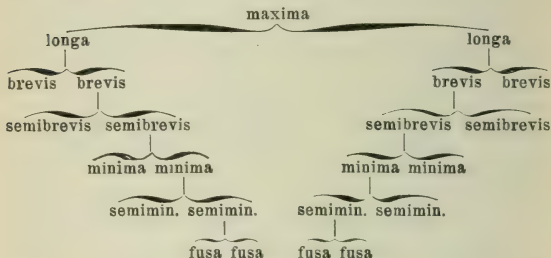 maxima
longa longa
brevis brevis brevis brevis
semibrevis semibrevis semibrevis semibrevis
minima minima minima minima
semimin. semimin. semimin. semimin.
fusa fusa fusa fusa